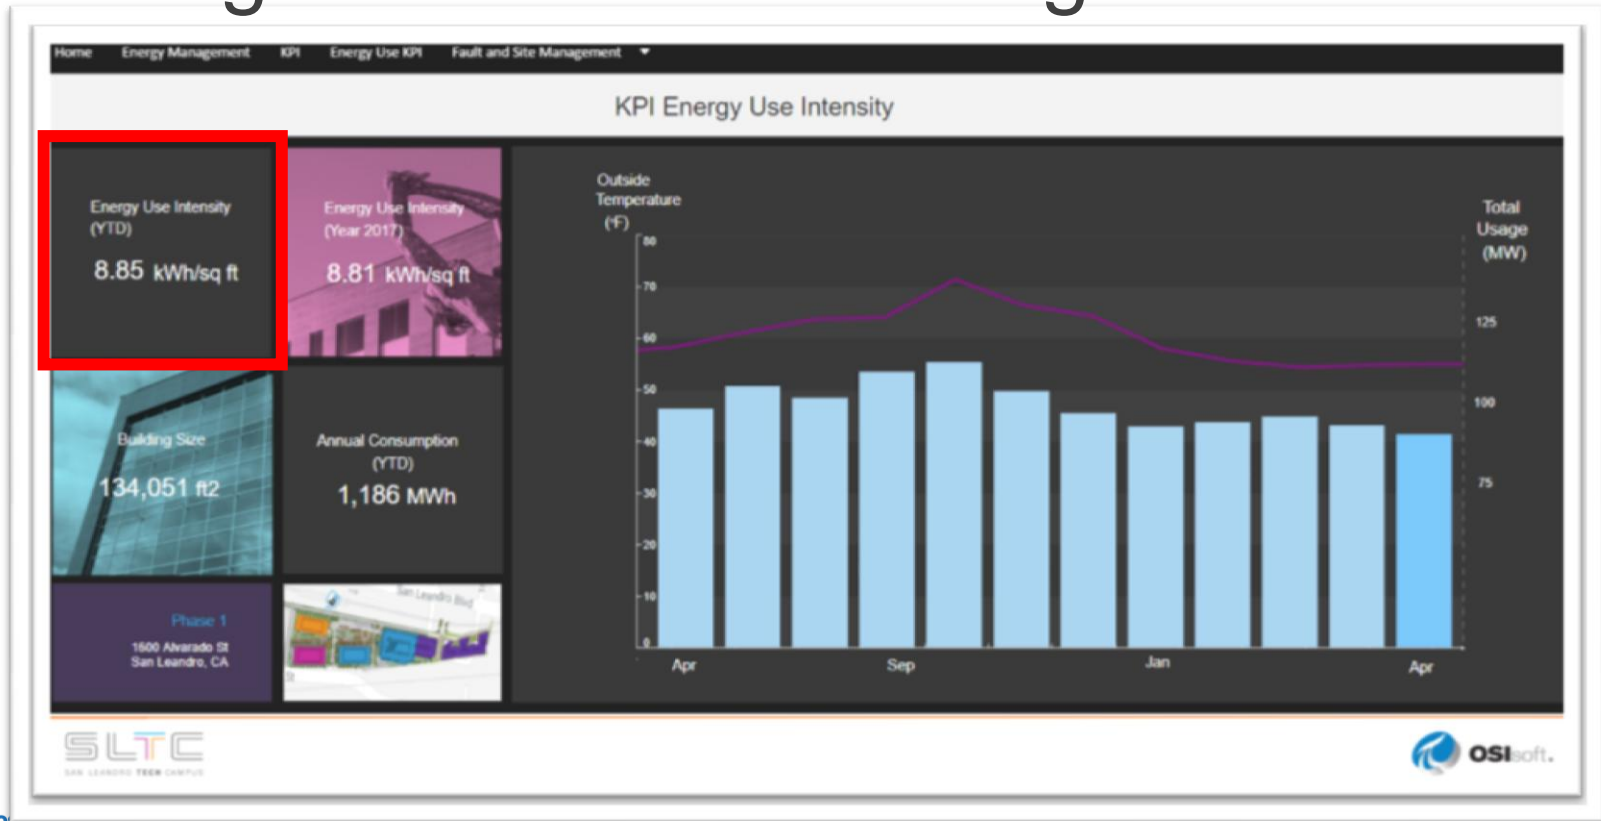 Home Energy Management KPI Energy Use KPI Fault and Site Management
KPI Energy Use Intensity
Energy Use Intensity
(YTD)
8.85 kWh/sq ft
Energy Use Intensity
(Year 2017)
8.81 kWh/sq ft
Building Size
134,051 ft2
Annual Consumption
(YTD)
1,186 MWh
Phase 1
1600 Alvarado St
San Leandro, CA
San Leandro Blvd
St
Outside
Temperature
(°F)
80
70
60
50
40
30
20
10
0
Total
Usage
(MW)
125
100
75
Apr
Sep
Jan
Apr
SLTC
SAN LEANDRO TECH CAMPUS
OSIsoft.